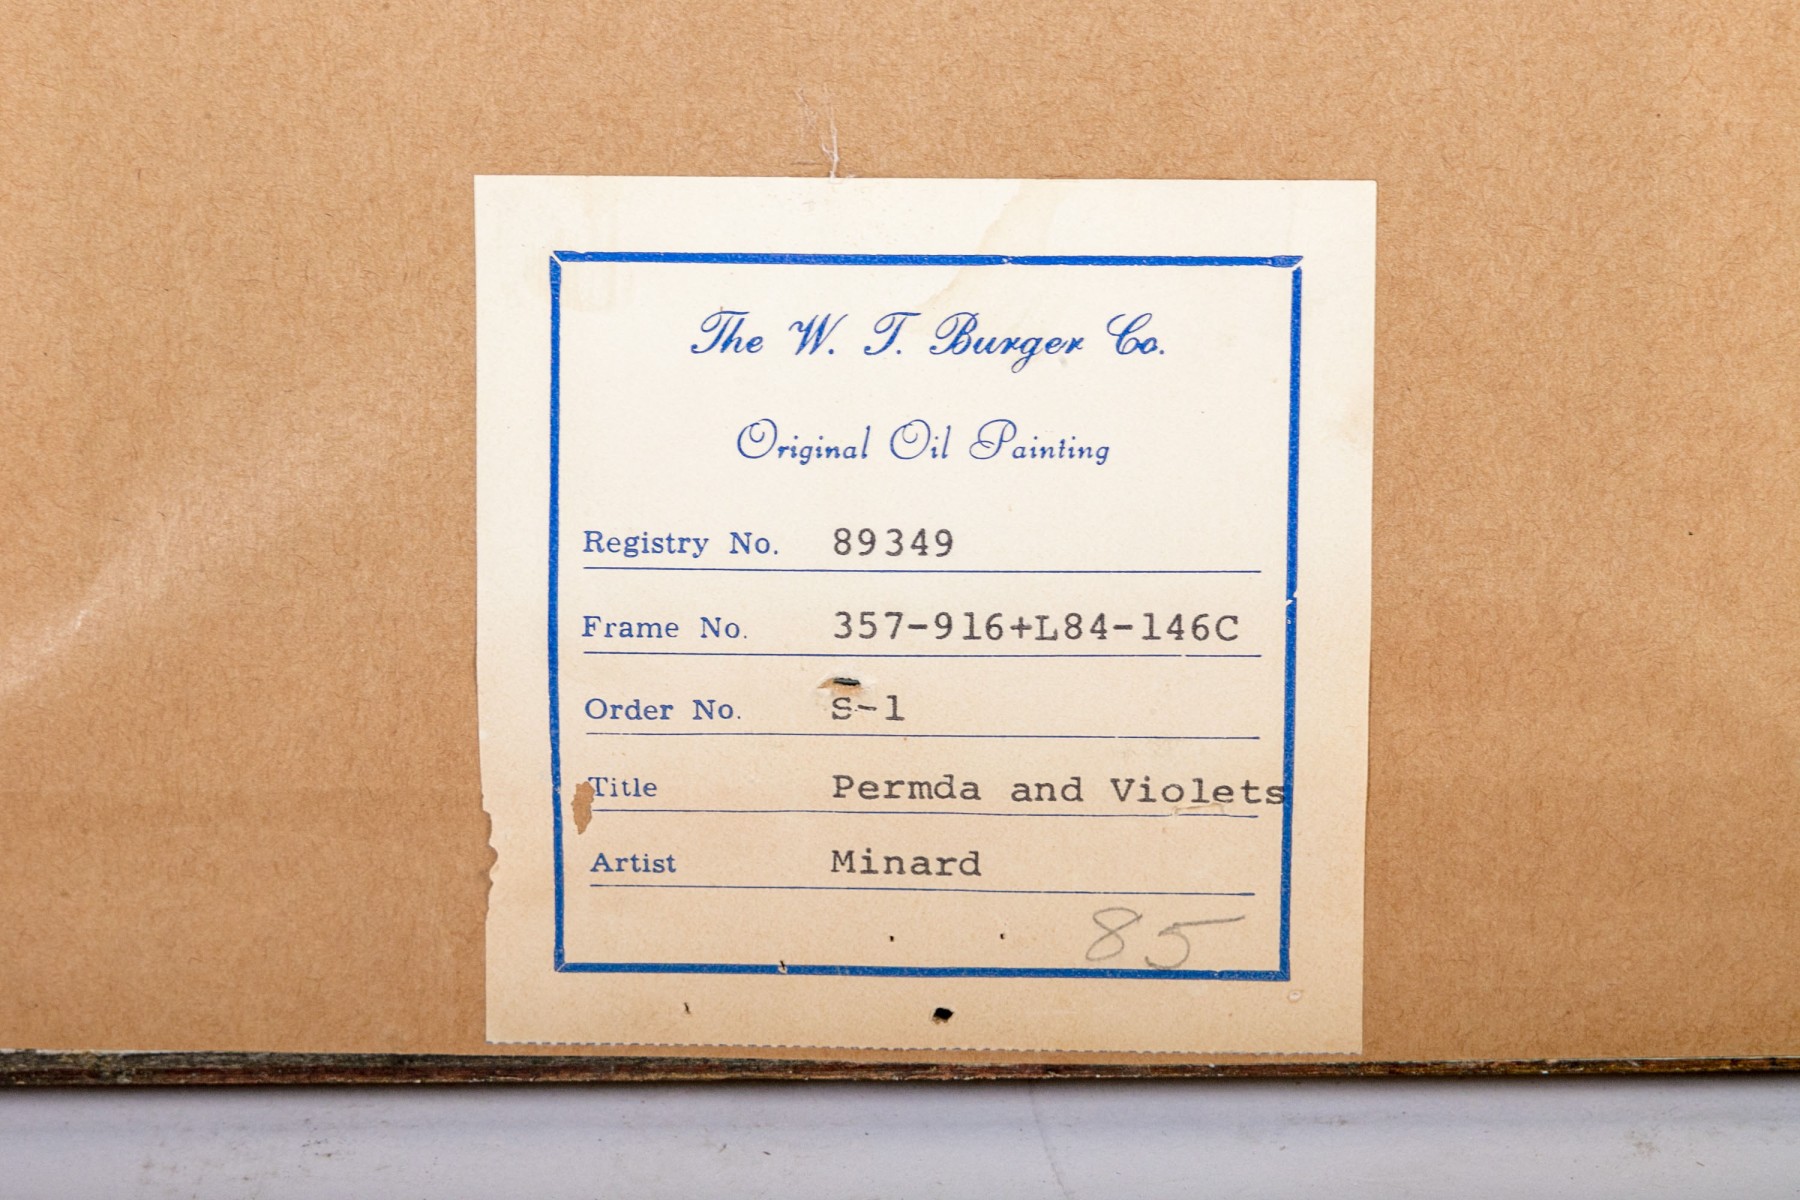 The W. T. Burger Co.
Original Oil Painting
Registry No. 89349
Frame No. 357-916+L84-146C
Order No. S-1
Title Permda and Violets
Artist Minard
85